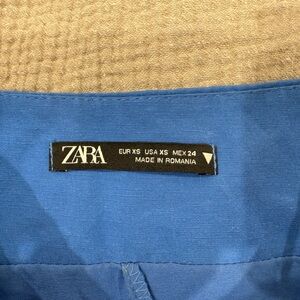 ZARA
EUR XS USA XS MEX 24
MADE IN ROMANIA